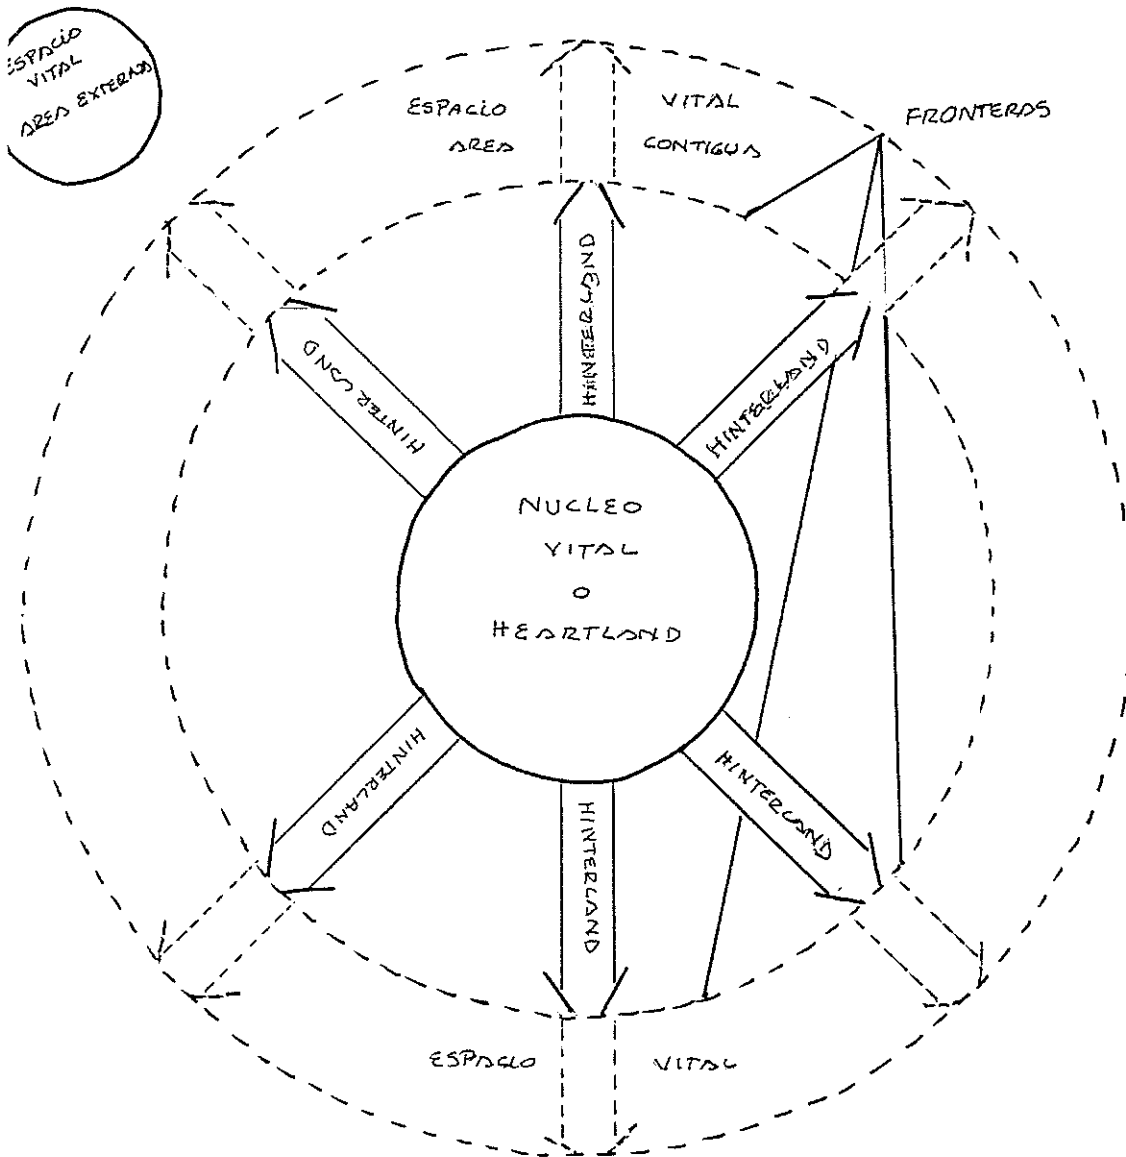 ESPACIO
VITAL
AREA EXTERNA
ESPACIO VITAL
AREA CONTIGUA
FRONTERAS
HINTERLAND
HINTERLAND
HINTERLAND
NUCLEO
VITAL
O
HEARTLAND
HINTERLAND
HINTERLAND
HINTERLAND
ESPACIO VITAL